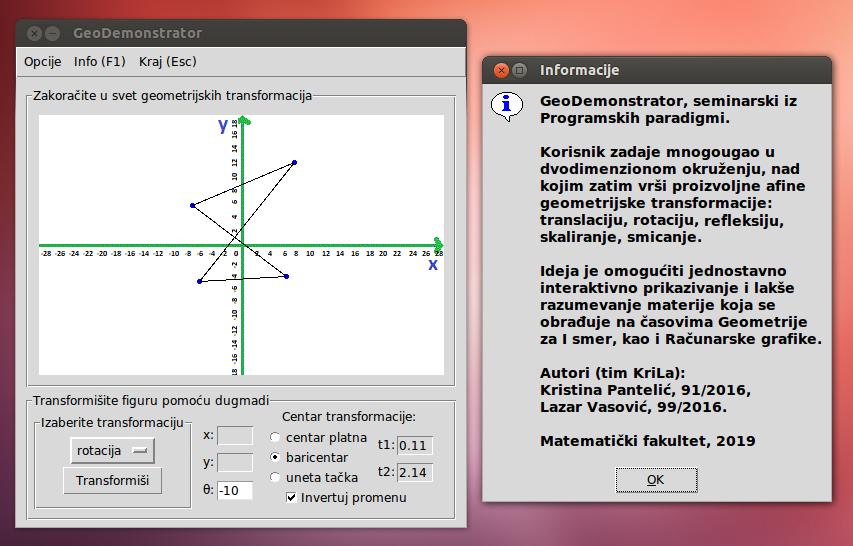 GeoDemonstrator
Opcije Info (F1) Kraj (Esc)
Zakoračite u svet geometrijskih transformacija
y
18
16
14
12
10
8
6
4
2
-28 -26 -24 -22 -20 -18 -16 -14 -12 -10 -8 -6 -4 -2 0 2 4 6 8 10 12 14 16 18 20 22 24 26 28
x
-2
-4
-6
-8
-10
-12
-14
-16
-18
Transformišite figuru pomoću dugmadi
Izaberite transformaciju
rotacija
Transformiši
x:
y:
θ: -10
Centar transformacije:
centar platna
baricentar
uneta tačka
Invertuj promenu
t1: 0.11
t2: 2.14
Informacije
GeoDemonstrator, seminarski iz
Programskih paradigmi.
Korisnik zadaje mnogougao u
dvodimenzionom okruženju, nad
kojim zatim vrši proizvoljne afine
geometrijske transformacije:
translaciju, rotaciju, refleksiju,
skaliranje, smicanje.
Ideja je omogućiti jednostavno
interaktivno prikazivanje i lakše
razumevanje materije koja se
obrađuje na časovima Geometrije
za I smer, kao i Računarske grafike.
Autori (tim KriLa):
Kristina Pantelić, 91/2016,
Lazar Vasović, 99/2016.
Matematički fakultet, 2019
OK